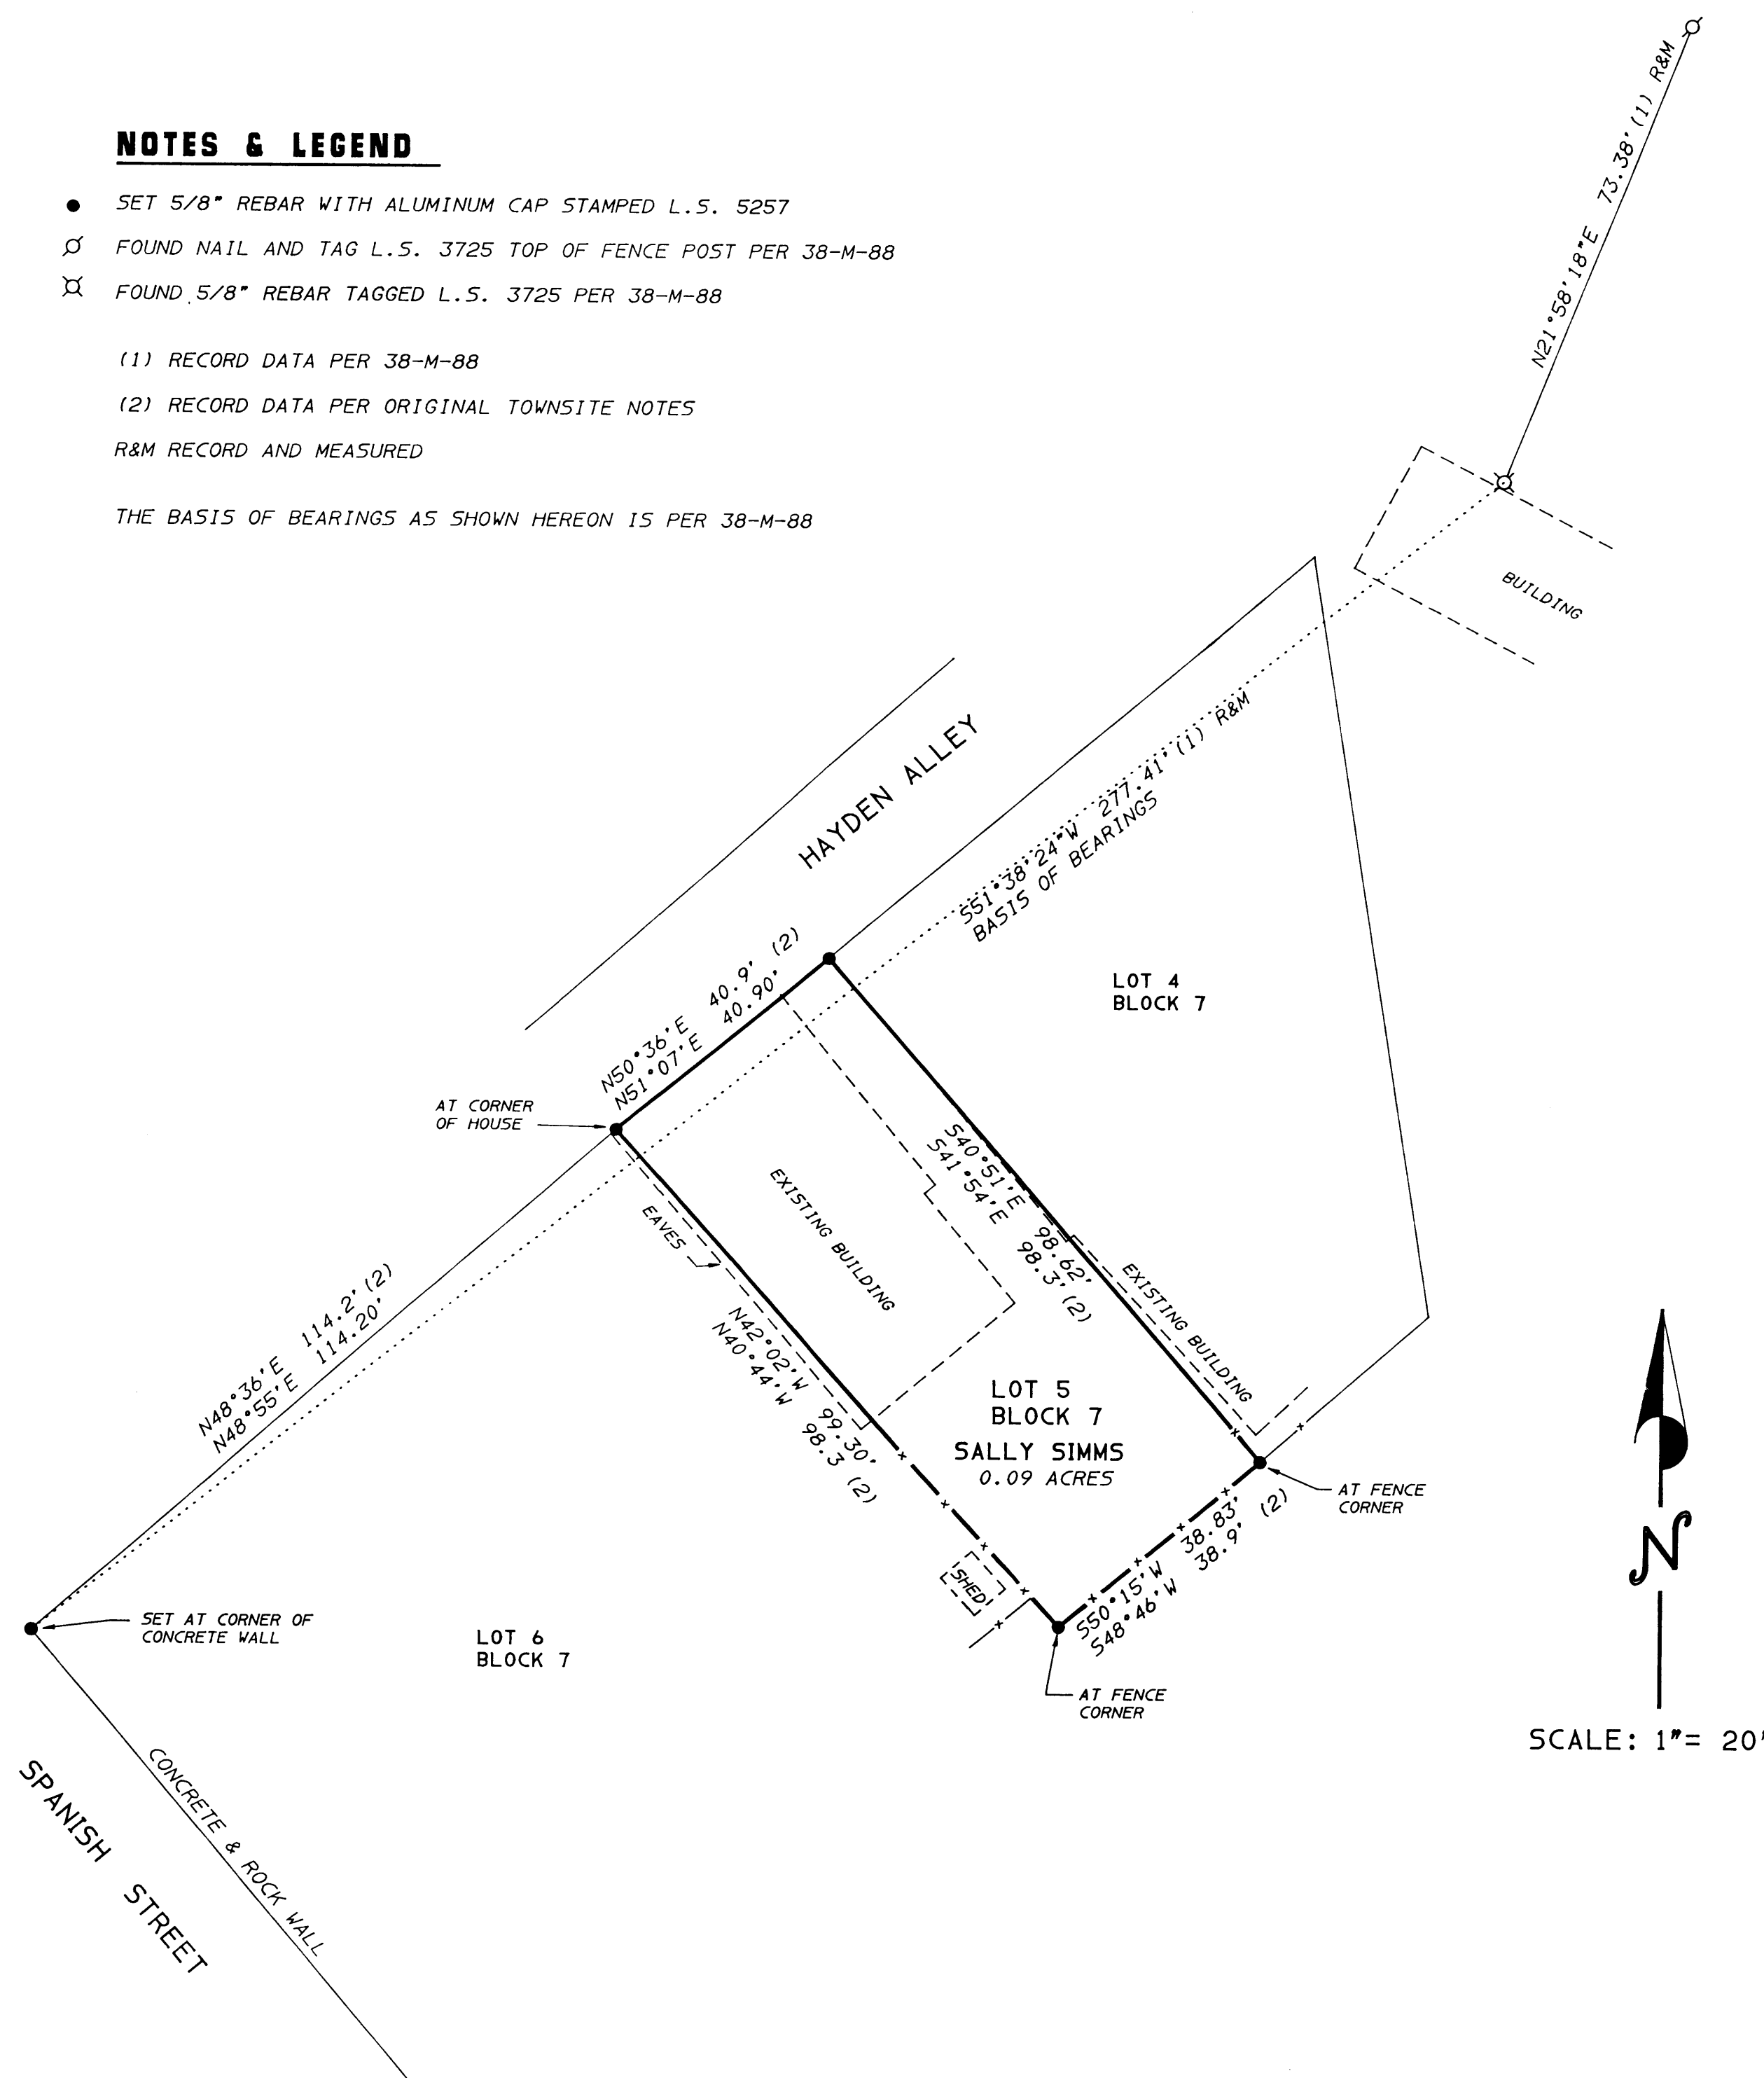 NOTES & LEGEND
SET 5/8" REBAR WITH ALUMINUM CAP STAMPED L.S. 5257
FOUND NAIL AND TAG L.S. 3725 TOP OF FENCE POST PER 38-M-88
FOUND 5/8" REBAR TAGGED L.S. 3725 PER 38-M-88
(1) RECORD DATA PER 38-M-88
(2) RECORD DATA PER ORIGINAL TOWNSITE NOTES
R&M RECORD AND MEASURED
THE BASIS OF BEARINGS AS SHOWN HEREON IS PER 38-M-88
N21°58'18"E 73.38' (1) R&M
BUILDING
HAYDEN ALLEY
S51°38'24"W 277.41' (1) R&M
BASIS OF BEARINGS
LOT 4
BLOCK 7
N50°36'E 40.9' (2)
N51°07'E 40.90'
AT CORNER
OF HOUSE
EAVES
EXISTING BUILDING
S40°51'E 98.62'
S41°54'E 98.3' (2)
EXISTING BUILDING
N42°02'W 99.30'
N40°44'W 98.3 (2)
N48°36'E 114.2' (2)
N48°55'E 114.20'
LOT 5
BLOCK 7
SALLY SIMMS
0.09 ACRES
AT FENCE
CORNER
S50°15'W 38.83'
S48°46'W 38.9' (2)
SHED
SET AT CORNER OF
CONCRETE WALL
LOT 6
BLOCK 7
AT FENCE
CORNER
N
SCALE: 1"= 20'
CONCRETE & ROCK WALL
SPANISH STREET